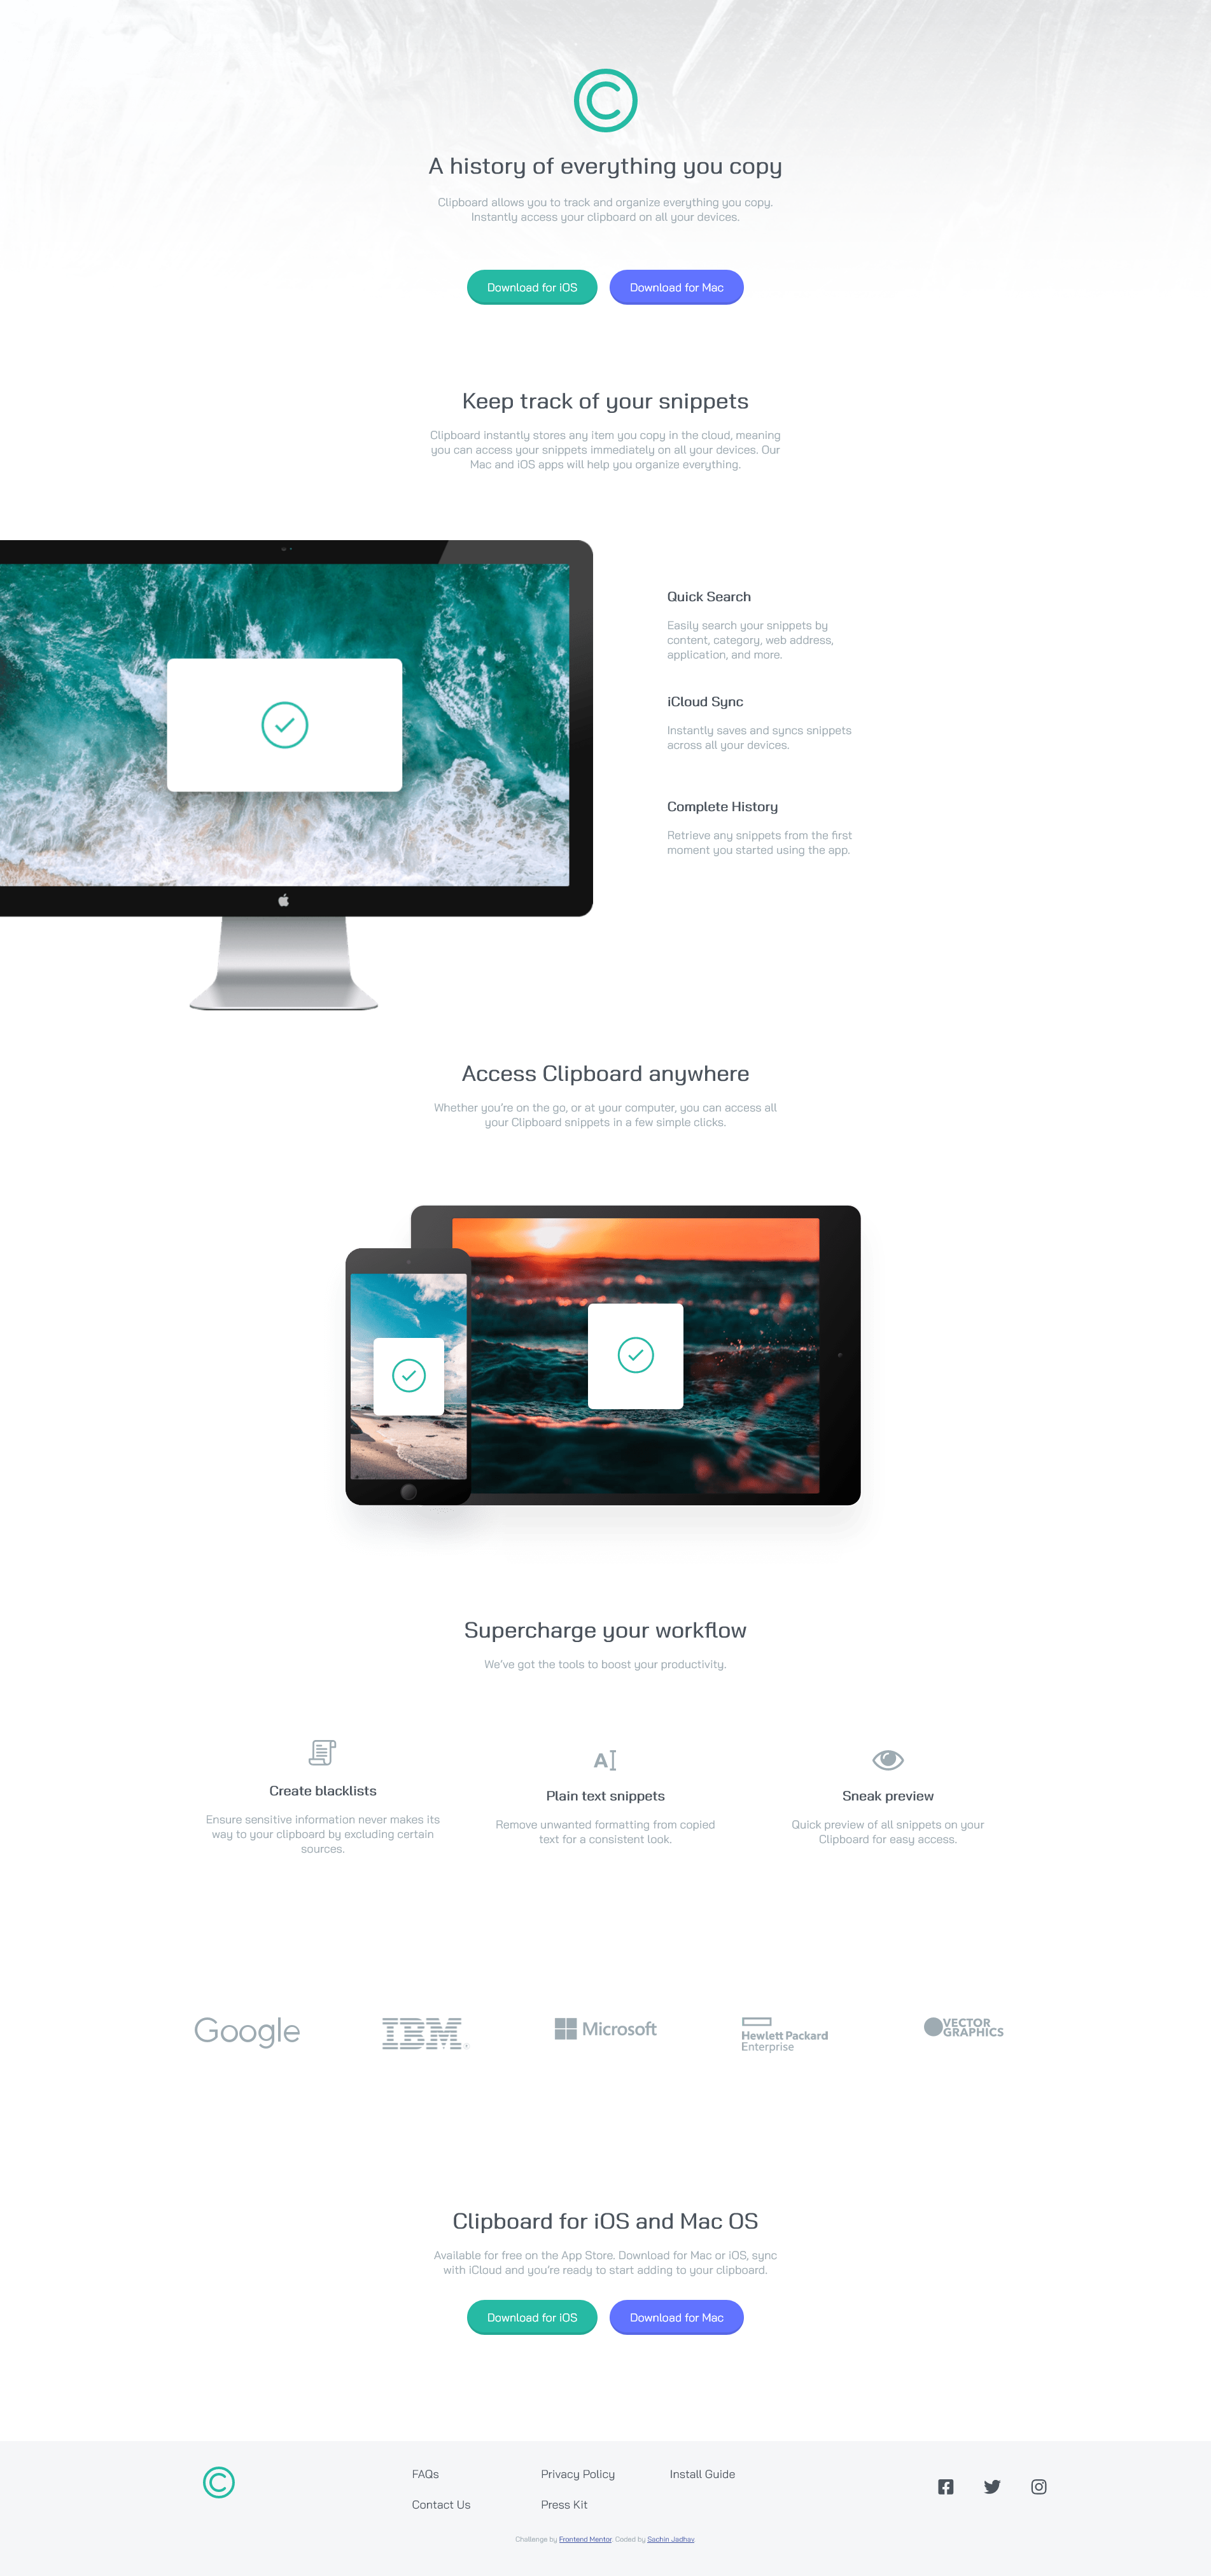 A history of everything you copy
Clipboard allows you to track and organize everything you copy.
Instantly access your clipboard on all your devices.
Download for iOS
Download for Mac
Keep track of your snippets
Clipboard instantly stores any item you copy in the cloud, meaning
you can access your snippets immediately on all your devices. Our
Mac and iOS apps will help you organize everything.
Quick Search
Easily search your snippets by
content, category, web address,
application, and more.
iCloud Sync
Instantly saves and syncs snippets
across all your devices.
Complete History
Retrieve any snippets from the first
moment you started using the app.
Access Clipboard anywhere
Whether you're on the go, or at your computer, you can access all
your Clipboard snippets in a few simple clicks.
Supercharge your workflow
We've got the tools to boost your productivity.
Create blacklists
Ensure sensitive information never makes its
way to your clipboard by excluding certain
sources.
Plain text snippets
Remove unwanted formatting from copied
text for a consistent look.
Sneak preview
Quick preview of all snippets on your
Clipboard for easy access.
Google
IBM
Microsoft
Hewlett Packard
Enterprise
VECTOR
GRAPHICS
Clipboard for iOS and Mac OS
Available for free on the App Store. Download for Mac or iOS, sync
with iCloud and you're ready to start adding to your clipboard.
Download for iOS
Download for Mac
FAQs
Contact Us
Privacy Policy
Press Kit
Install Guide
Challenge by Frontend Mentor. Coded by Sachin Jadhav.